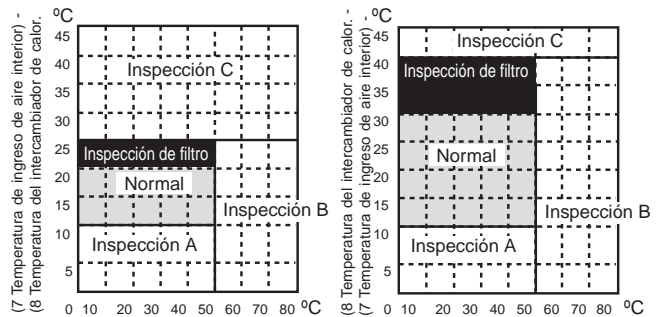 (7 Temperatura de ingreso de aire interior) -
(8 Temperatura del intercambiador de calor.
ºC
45
40
35
30
25
20
15
10
5
Inspección C
Inspección de filtro
Normal
Inspección B
Inspección A
0 10 20 30 40 50 60 70 80 ºC
(8 Temperatura del intercambiador de calor. -
(7 Temperatura de ingreso de aire interior) -
ºC
45
40
35
30
25
20
15
10
5
Inspección C
Inspección de filtro
Normal
Inspección B
Inspección A
0 10 20 30 40 50 60 70 80 ºC